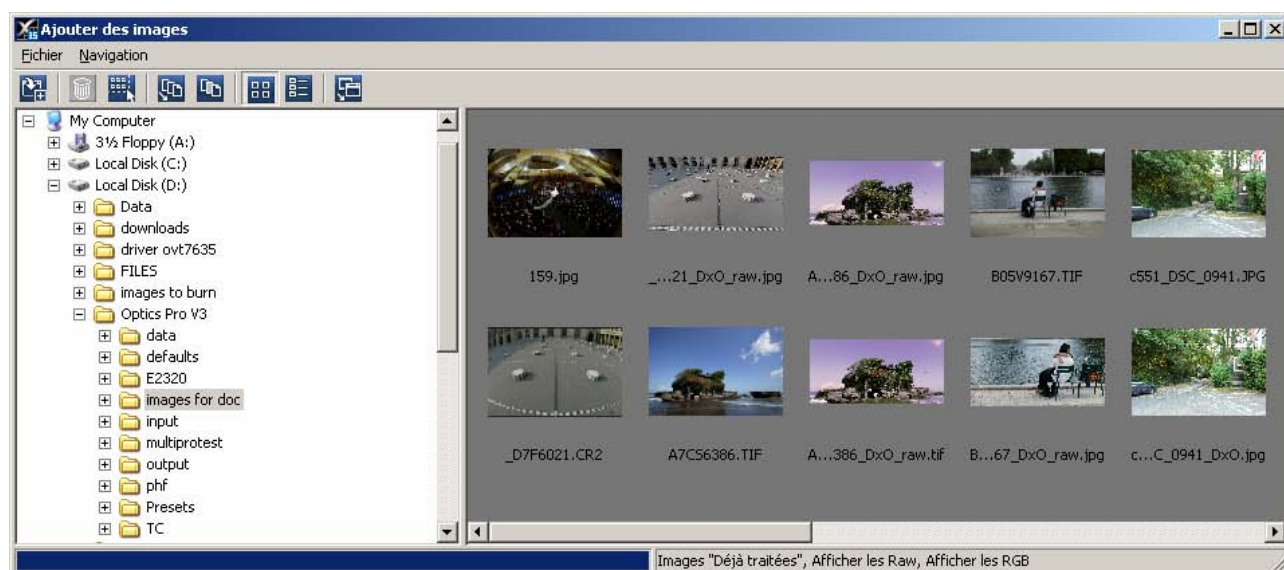 Ajouter des images
Fichier Navigation
My Computer
3½ Floppy (A:)
Local Disk (C:)
Local Disk (D:)
Data
downloads
driver ovt7635
FILES
images to burn
Optics Pro V3
data
defaults
E2320
images for doc
input
multiprotest
output
phf
Presets
TC
159.jpg _...21_DxO_raw.jpg A...86_DxO_raw.jpg B05V9167.TIF c551_DSC_0941.JPG
_D7F6021.CR2 A7CS6386.TIF A...386_DxO_raw.tif B...67_DxO_raw.jpg c...C_0941_DxO.jpg
Images "Déjà traitées", Afficher les Raw, Afficher les RGB